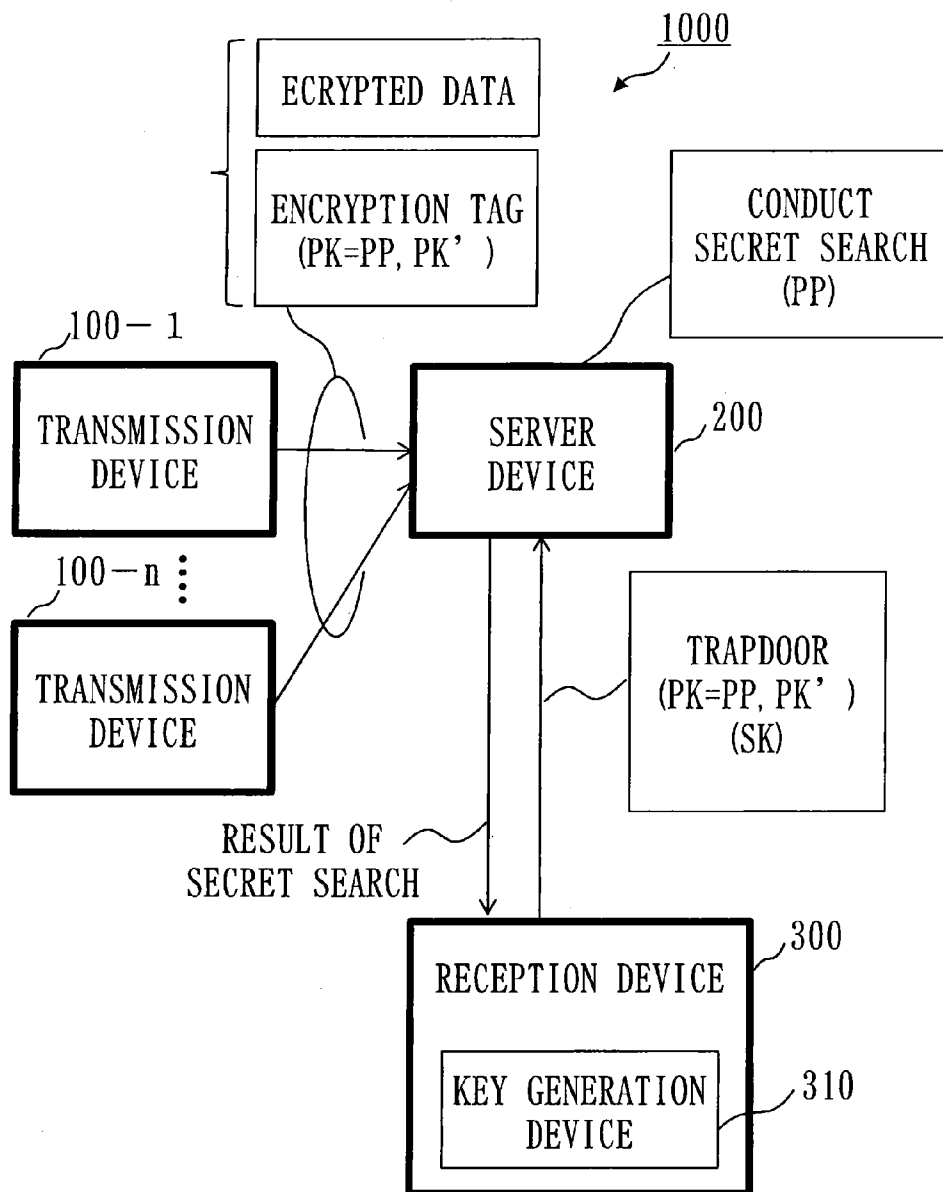 1000
ECRYPTED DATA
ENCRYPTION TAG
(PK=PP, PK’)
CONDUCT
SECRET SEARCH
(PP)
100-1
TRANSMISSION
DEVICE
SERVER
DEVICE
200
100-n
TRANSMISSION
DEVICE
TRAPDOOR
(PK=PP, PK’)
(SK)
RESULT OF
SECRET SEARCH
300
RECEPTION DEVICE
KEY GENERATION
DEVICE
310